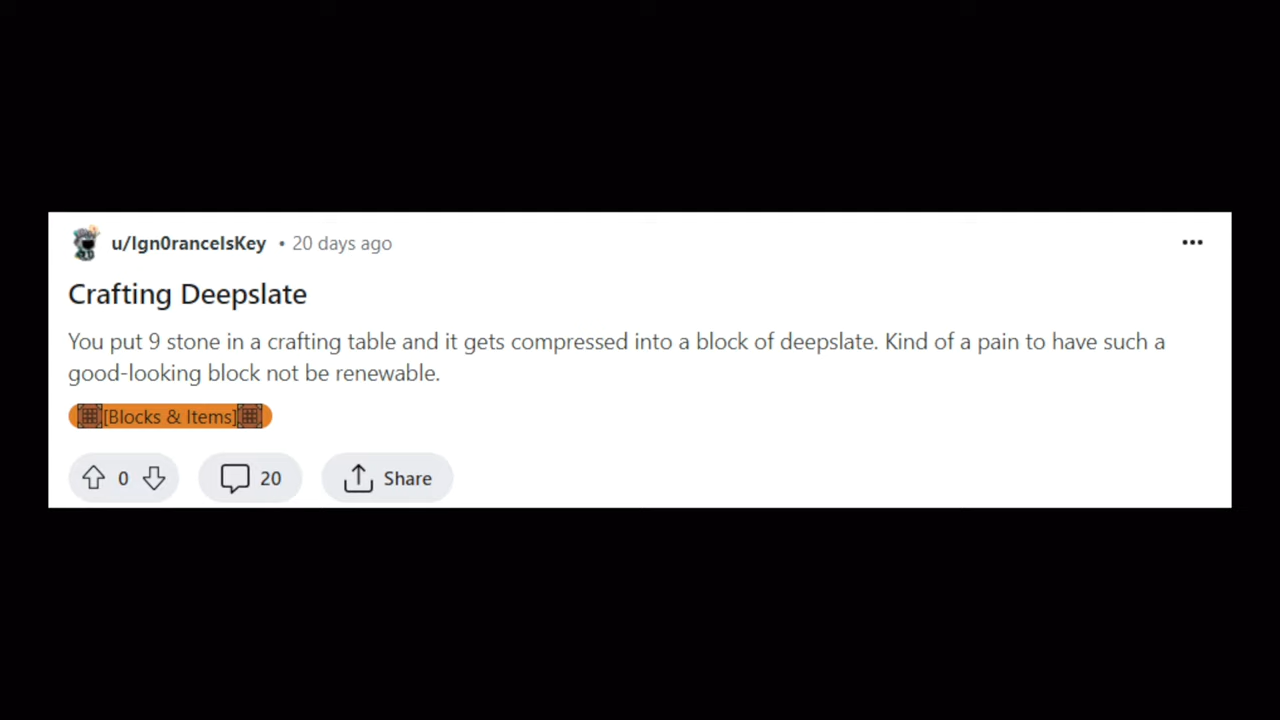 u/Ign0ranceIsKey • 20 days ago
Crafting Deepslate
You put 9 stone in a crafting table and it gets compressed into a block of deepslate. Kind of a pain to have such a
good-looking block not be renewable.
[Blocks & Items]
0 20 Share